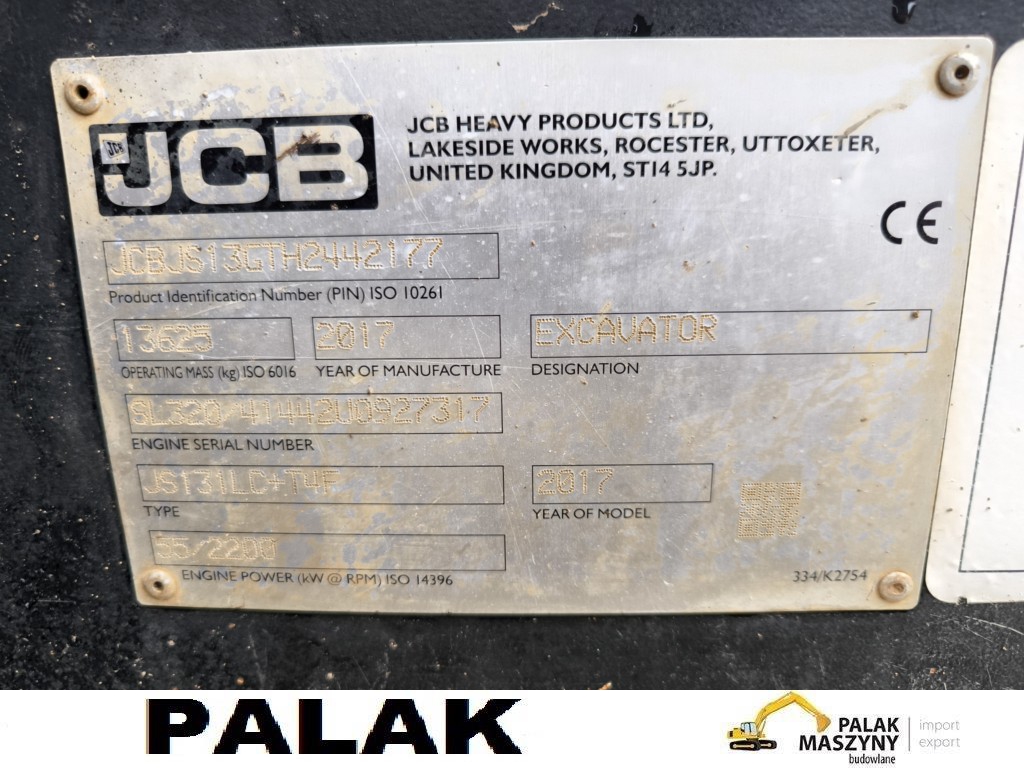 JCB
JCB
JCB HEAVY PRODUCTS LTD,
LAKESIDE WORKS, ROCESTER, UTTOXETER,
UNITED KINGDOM, ST14 5JP.
CE
JCBJS13GTH2442177
Product Identification Number (PIN) ISO 10261
13625
2017
EXCAVATOR
OPERATING MASS (kg) ISO 6016
YEAR OF MANUFACTURE
DESIGNATION
SL320/41442U0927317
ENGINE SERIAL NUMBER
JS131LC+T4F
2017
TYPE
YEAR OF MODEL
55/2200
ENGINE POWER (kW @ RPM) ISO 14396
334/K2754
PALAK
PALAK
MASZYNY
budowlane
import
export